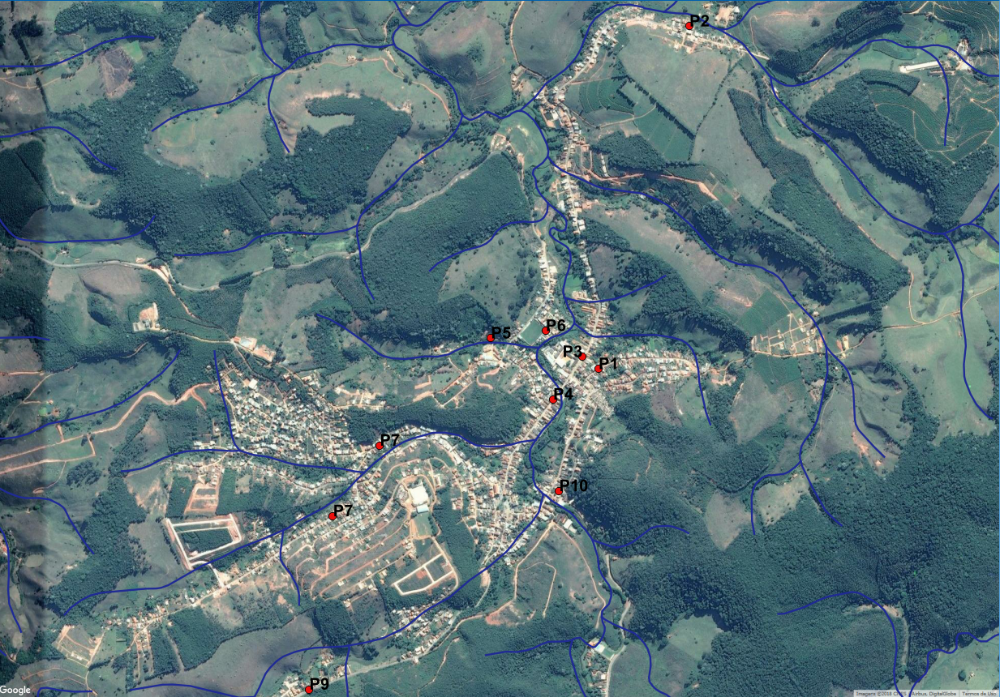 P2
P5
P6
P3
P1
P4
P7
P10
P7
P9
Google
Imagens ©2018 CNES / Airbus, DigitalGlobe | Termos de Uso